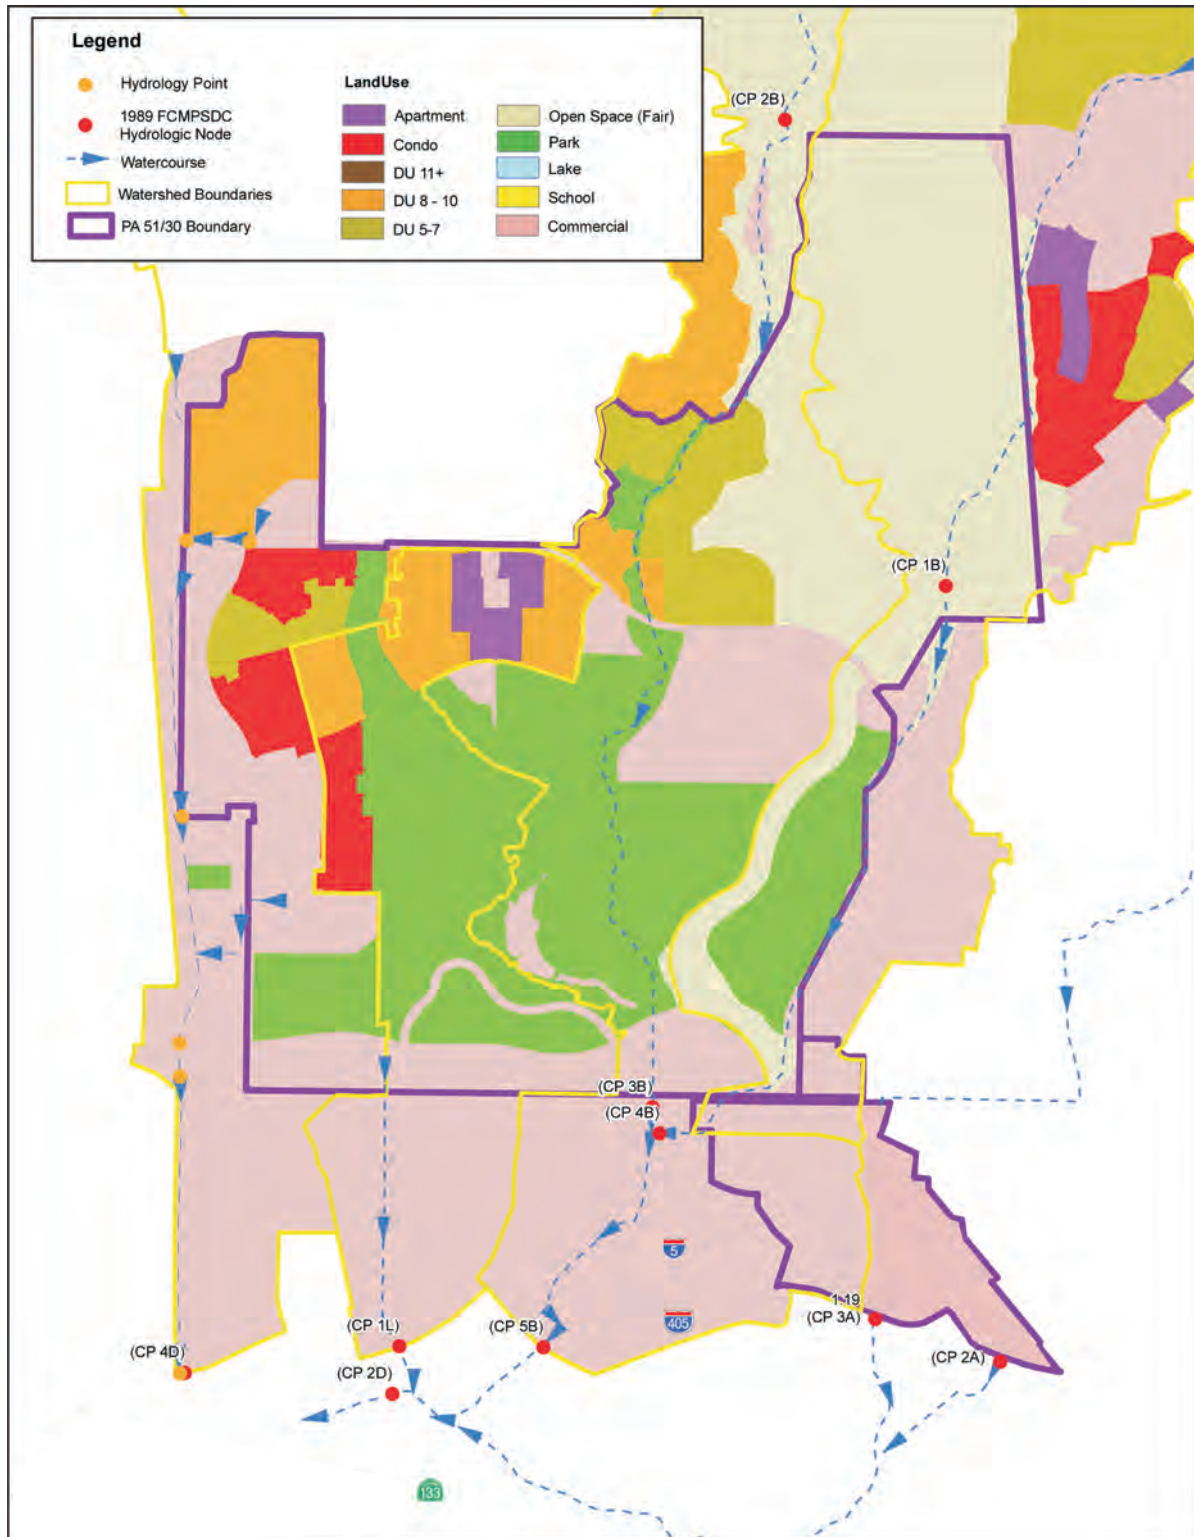 Legend
Hydrology Point
1989 FCMPSDC
Hydrologic Node
Watercourse
Watershed Boundaries
PA 51/30 Boundary
LandUse
Apartment
Condo
DU 11+
DU 8 - 10
DU 5-7
Open Space (Fair)
Park
Lake
School
Commercial
(CP 2B)
(CP 1B)
(CP 3B)
(CP 4B)
5
1-19
(CP 3A)
405
(CP 1L)
(CP 5B)
(CP 4D)
(CP 2A)
(CP 2D)
133